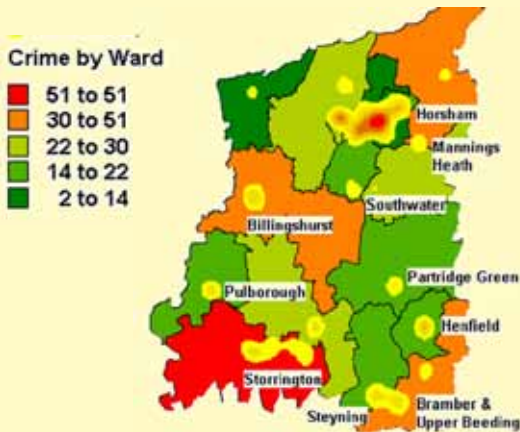 Crime by Ward
51 to 51
30 to 51
22 to 30
14 to 22
2 to 14
Horsham
Mannings
Heath
Southwater
Billingshurst
Partridge Green
Pulborough
Henfield
Storrington
Steyning
Bramber &
Upper Beeding